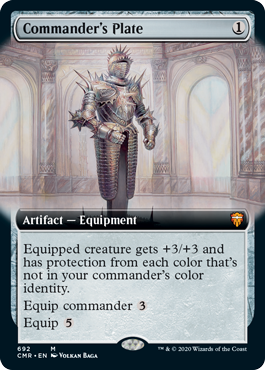 Commander's Plate 1
Artifact — Equipment
Equipped creature gets +3/+3 and
has protection from each color that's
not in your commander's color
identity.
Equip commander 3
Equip 5
692 M
CMR • EN VOLKAN BAGA ™ & © 2020 Wizards of the Coast